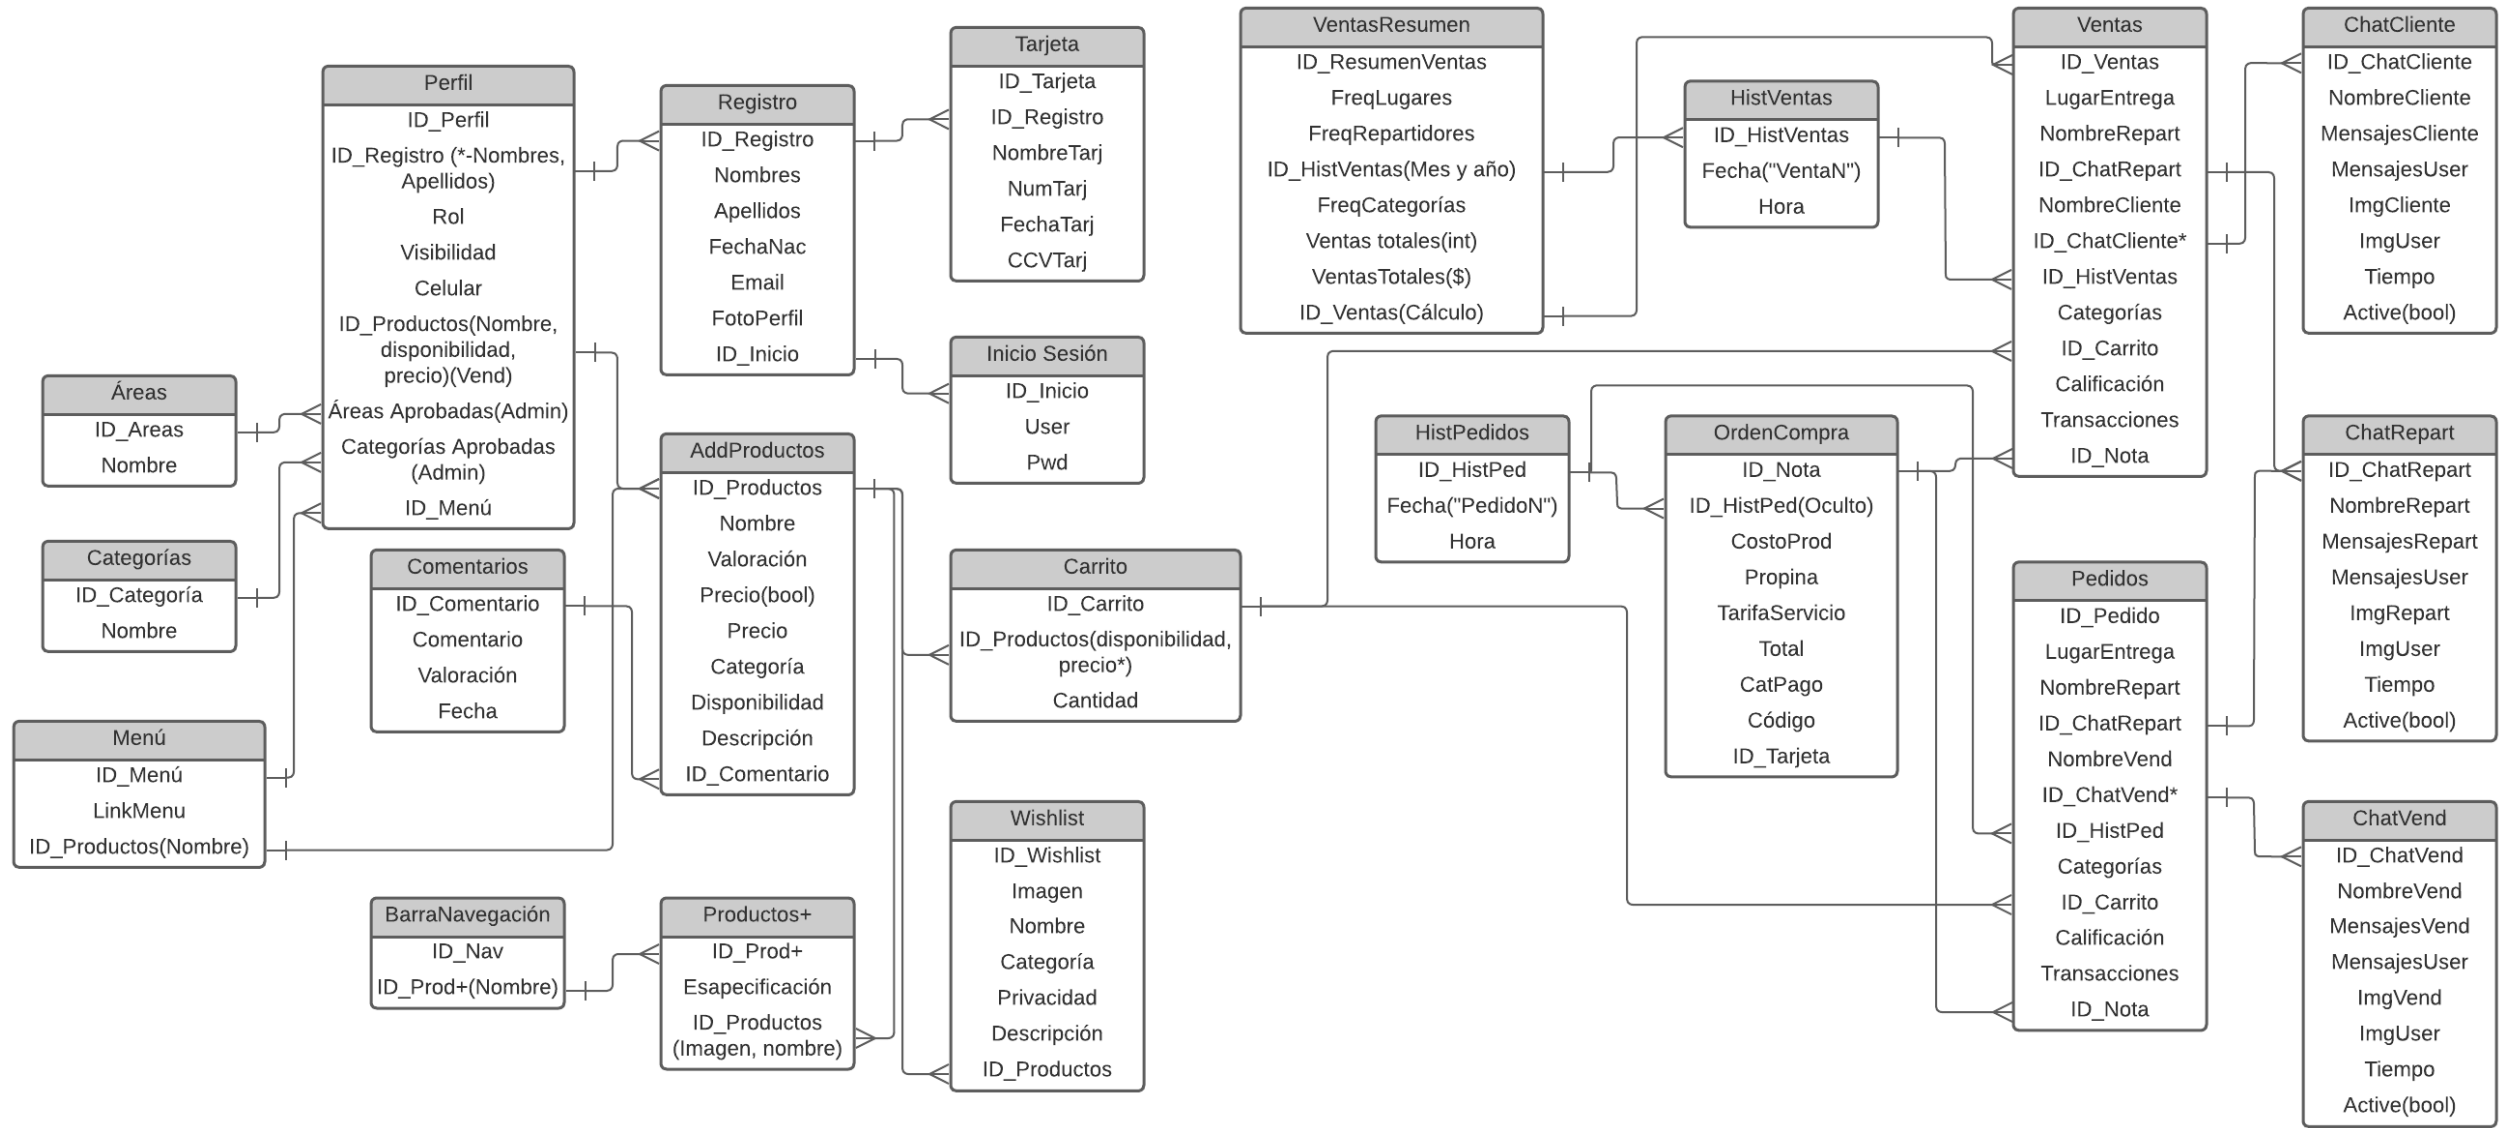 Perfil
ID_Perfil
ID_Registro (*-Nombres,
Apellidos)
Rol
Visibilidad
Celular
ID_Productos(Nombre,
disponibilidad,
precio)(Vend)
Áreas Aprobadas(Admin)
Categorías Aprobadas
(Admin)
ID_Menú
Áreas
ID_Areas
Nombre
Categorías
ID_Categoría
Nombre
Menú
ID_Menú
LinkMenu
ID_Productos(Nombre)
Comentarios
ID_Comentario
Comentario
Valoración
Fecha
BarraNavegación
ID_Nav
ID_Prod+(Nombre)
Registro
ID_Registro
Nombres
Apellidos
FechaNac
Email
FotoPerfil
ID_Inicio
AddProductos
ID_Productos
Nombre
Valoración
Precio(bool)
Precio
Categoría
Disponibilidad
Descripción
ID_Comentario
Productos+
ID_Prod+
Esapecificación
ID_Productos
(Imagen, nombre)
Tarjeta
ID_Tarjeta
ID_Registro
NombreTarj
NumTarj
FechaTarj
CCVTarj
Inicio Sesión
ID_Inicio
User
Pwd
Carrito
ID_Carrito
ID_Productos(disponibilidad,
precio*)
Cantidad
Wishlist
ID_Wishlist
Imagen
Nombre
Categoría
Privacidad
Descripción
ID_Productos
VentasResumen
ID_ResumenVentas
FreqLugares
FreqRepartidores
ID_HistVentas(Mes y año)
FreqCategorías
Ventas totales(int)
VentasTotales($)
ID_Ventas(Cálculo)
HistVentas
ID_HistVentas
Fecha("VentaN")
Hora
HistPedidos
ID_HistPed
Fecha("PedidoN")
Hora
OrdenCompra
ID_Nota
ID_HistPed(Oculto)
CostoProd
Propina
TarifaServicio
Total
CatPago
Código
ID_Tarjeta
Ventas
ID_Ventas
LugarEntrega
NombreRepart
ID_ChatRepart
NombreCliente
ID_ChatCliente*
ID_HistVentas
Categorías
ID_Carrito
Calificación
Transacciones
ID_Nota
Pedidos
ID_Pedido
LugarEntrega
NombreRepart
ID_ChatRepart
NombreVend
ID_ChatVend*
ID_HistPed
Categorías
ID_Carrito
Calificación
Transacciones
ID_Nota
ChatCliente
ID_ChatCliente
NombreCliente
MensajesCliente
MensajesUser
ImgCliente
ImgUser
Tiempo
Active(bool)
ChatRepart
ID_ChatRepart
NombreRepart
MensajesRepart
MensajesUser
ImgRepart
ImgUser
Tiempo
Active(bool)
ChatVend
ID_ChatVend
NombreVend
MensajesVend
MensajesUser
ImgVend
ImgUser
Tiempo
Active(bool)